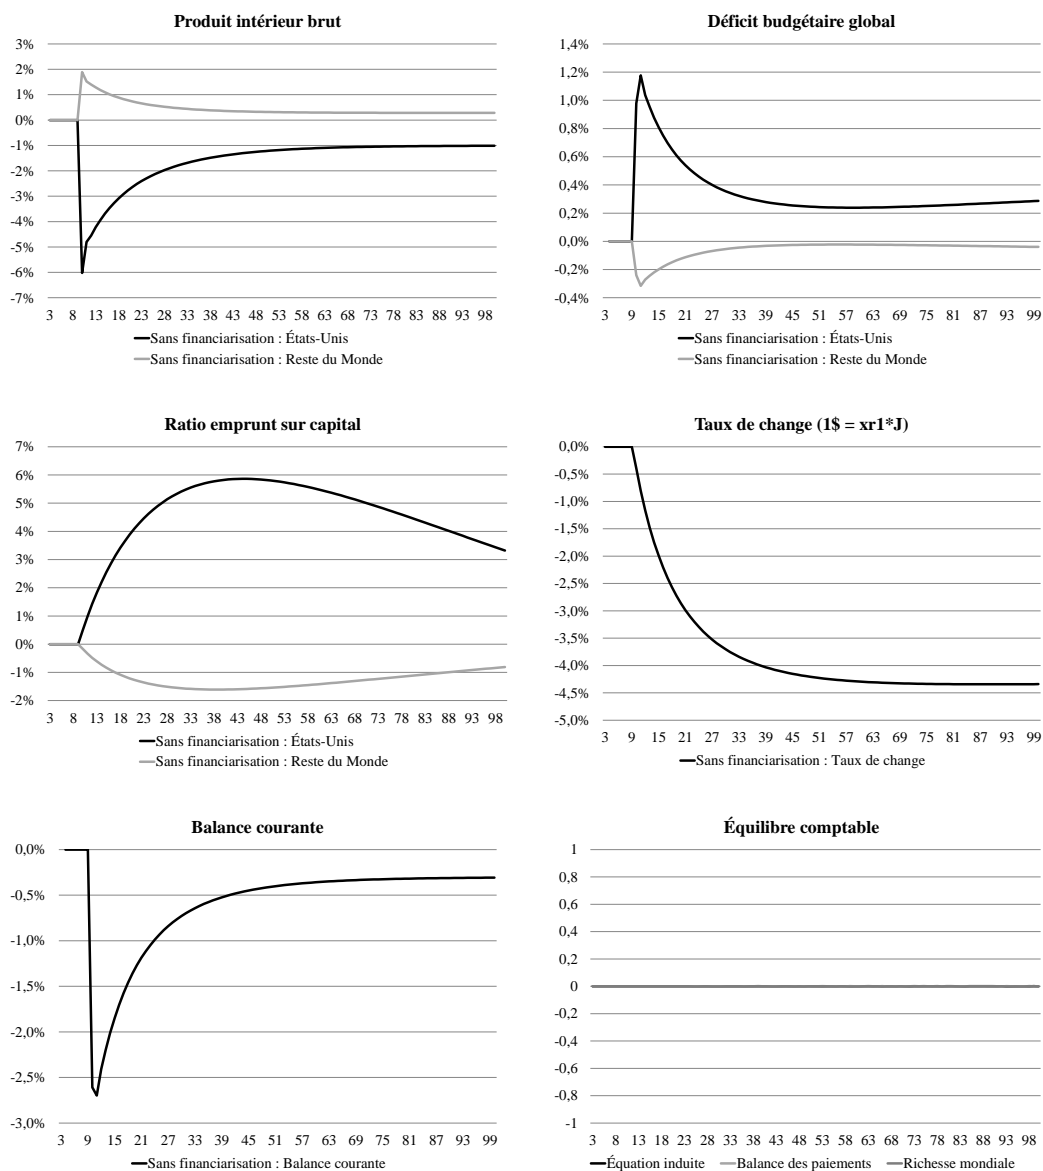 Produit intérieur brut
3%
2%
1%
0%
-1%
-2%
-3%
-4%
-5%
-6%
-7%
3 8 13 18 23 28 33 38 43 48 53 58 63 68 73 78 83 88 93 98
Sans financiarisation : États-Unis
Sans financiarisation : Reste du Monde
Déficit budgétaire global
1,4%
1,2%
1,0%
0,8%
0,6%
0,4%
0,2%
0,0%
-0,2%
-0,4%
3 9 15 21 27 33 39 45 51 57 63 69 75 81 87 93 99
Sans financiarisation : États-Unis
Sans financiarisation : Reste du Monde
Ratio emprunt sur capital
7%
6%
5%
4%
3%
2%
1%
0%
-1%
-2%
3 8 13 18 23 28 33 38 43 48 53 58 63 68 73 78 83 88 93 98
Sans financiarisation : États-Unis
Sans financiarisation : Reste du Monde
Taux de change (1$ = xr1*J)
0,0%
-0,5%
-1,0%
-1,5%
-2,0%
-2,5%
-3,0%
-3,5%
-4,0%
-4,5%
-5,0%
3 9 15 21 27 33 39 45 51 57 63 69 75 81 87 93 99
Sans financiarisation : Taux de change
Balance courante
0,0%
-0,5%
-1,0%
-1,5%
-2,0%
-2,5%
-3,0%
3 9 15 21 27 33 39 45 51 57 63 69 75 81 87 93 99
Sans financiarisation : Balance courante
Équilibre comptable
1
0,8
0,6
0,4
0,2
0
-0,2
-0,4
-0,6
-0,8
-1
3 8 13 18 23 28 33 38 43 48 53 58 63 68 73 78 83 88 93 98
Équation induite Balance des paiements Richesse mondiale